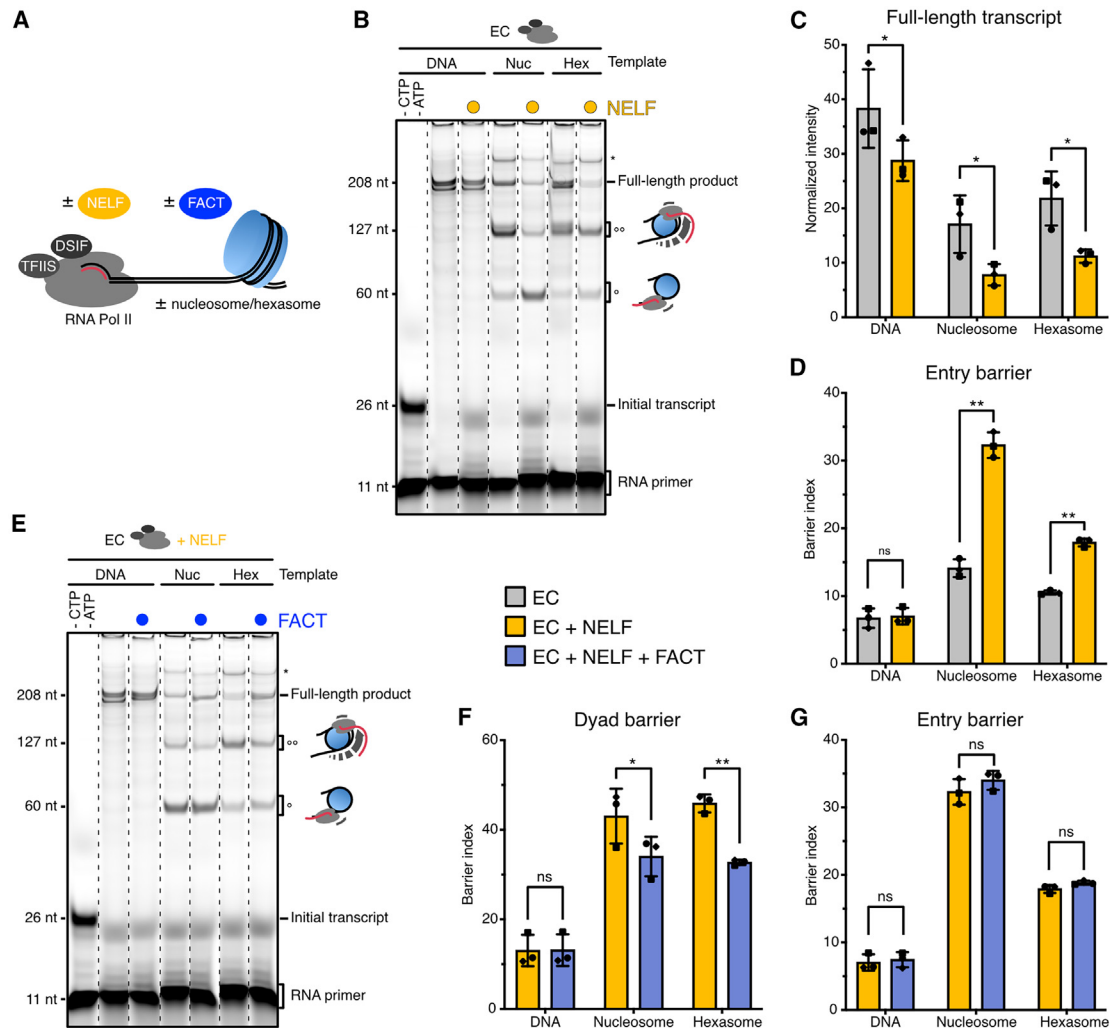 A
± NELF ± FACT
DSIF
TFIIS
RNA Pol II
± nucleosome/hexasome
B
EC
DNA Nuc Hex Template
- CTP
- ATP
NELF
*
208 nt Full-length product
127 nt °°
60 nt °
26 nt Initial transcript
11 nt RNA primer
C
Full-length transcript
Normalized intensity
50
40
30
20
10
0
* * *
DNA Nucleosome Hexasome
D
Entry barrier
Barrier index
40
30
20
10
0
ns ** **
DNA Nucleosome Hexasome
E
EC + NELF
DNA Nuc Hex Template
- CTP
- ATP
FACT
*
208 nt Full-length product
127 nt °°
60 nt °
26 nt Initial transcript
11 nt RNA primer
EC
EC + NELF
EC + NELF + FACT
F
Dyad barrier
Barrier index
60
40
20
0
ns * **
DNA Nucleosome Hexasome
G
Entry barrier
Barrier index
40
30
20
10
0
ns ns ns
DNA Nucleosome Hexasome